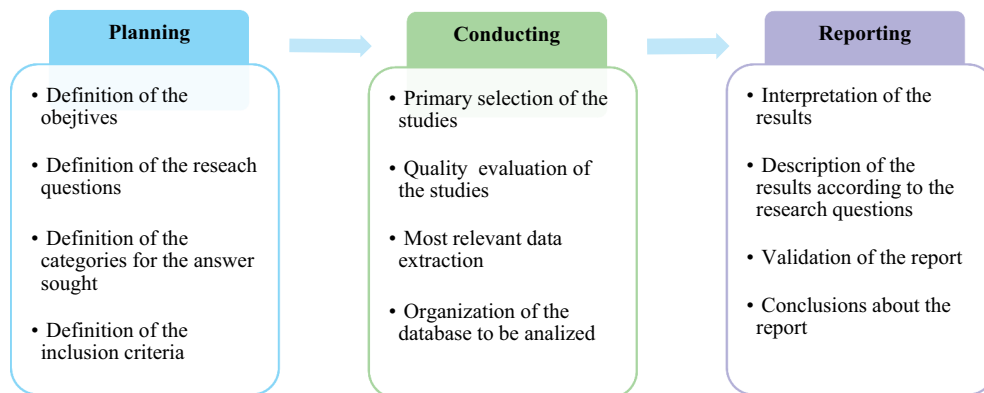 Planning
• Definition of the
obejtives
• Definition of the reseach
questions
• Definition of the
categories for the answer
sought
• Definition of the
inclusion criteria
Conducting
• Primary selection of the
studies
• Quality evaluation of
the studies
• Most relevant data
extraction
• Organization of the
database to be analized
Reporting
• Interpretation of the
results
• Description of the
results according to the
research questions
• Validation of the report
• Conclusions about the
report